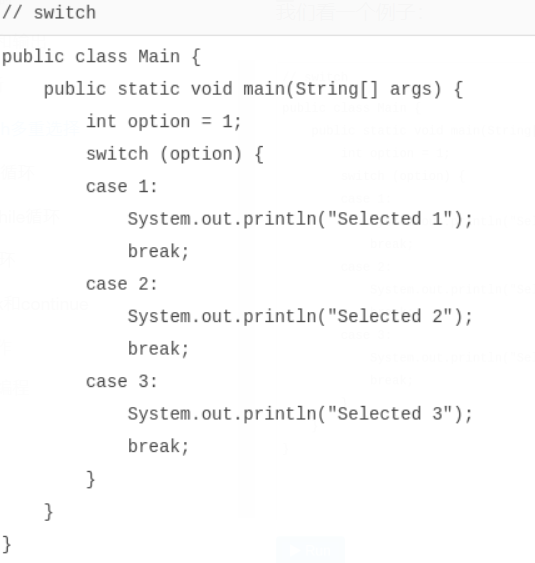 // switch
public class Main {
    public static void main(String[] args) {
        int option = 1;
        switch (option) {
        case 1:
            System.out.println("Selected 1");
            break;
        case 2:
            System.out.println("Selected 2");
            break;
        case 3:
            System.out.println("Selected 3");
            break;
        }
    }
}